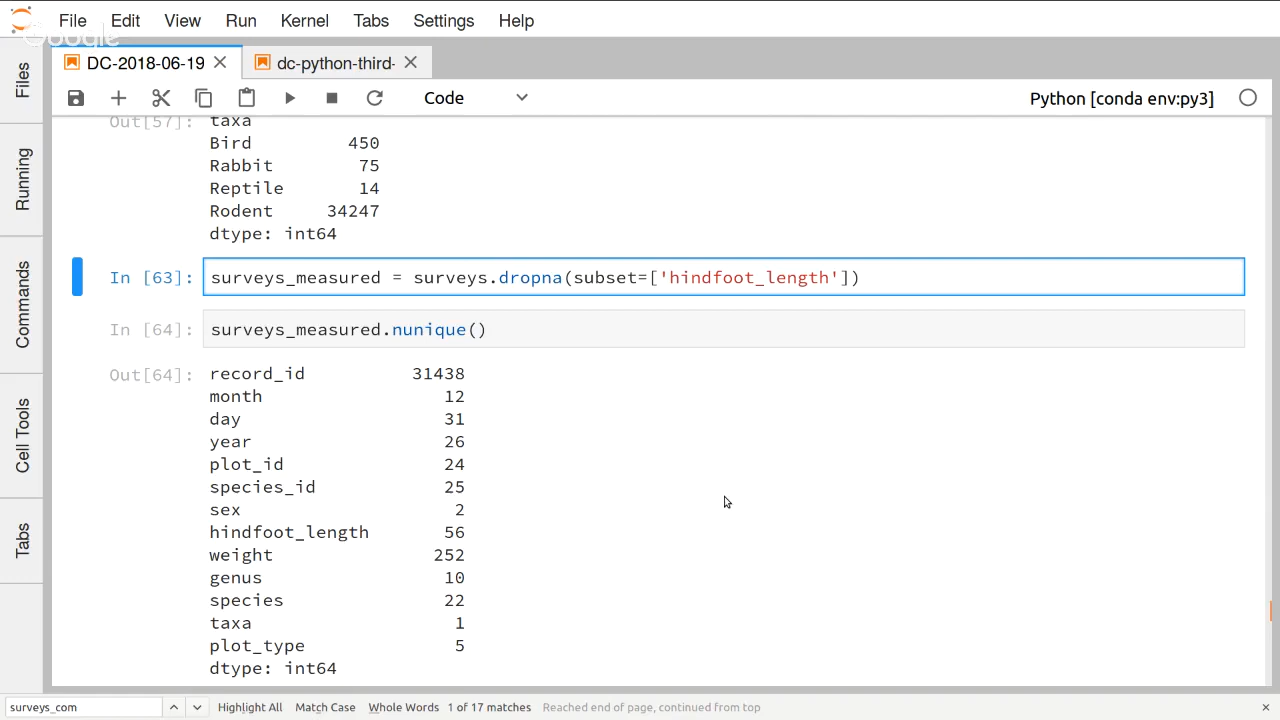 File Edit View Run Kernel Tabs Settings Help
Google
DC-2018-06-19 dc-python-third-
Code Python [conda env:py3]
Files
Running
Commands
Cell Tools
Tabs
Out[57]: taxa
Bird 450
Rabbit 75
Reptile 14
Rodent 34247
dtype: int64
In [63]: surveys_measured = surveys.dropna(subset=['hindfoot_length'])
In [64]: surveys_measured.nunique()
Out[64]: record_id 31438
month 12
day 31
year 26
plot_id 24
species_id 25
sex 2
hindfoot_length 56
weight 252
genus 10
species 22
taxa 1
plot_type 5
dtype: int64
surveys_com Highlight All Match Case Whole Words 1 of 17 matches Reached end of page, continued from top